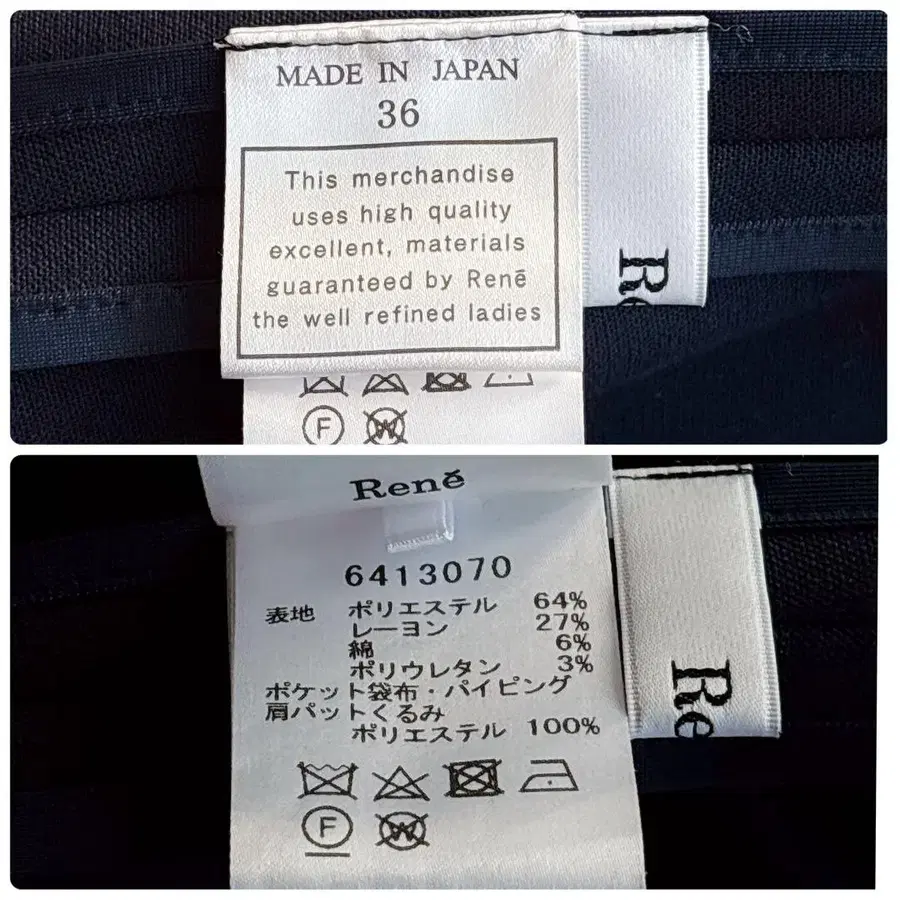 MADE IN JAPAN
36
This merchandise
uses high quality
excellent, materials
guaranteed by René
the well refined ladies
Re
F W
René
6413070
表地 ポリエステル 64%
レーヨン 27%
綿 6%
ポリウレタン 3%
ポケット袋布・パイピング
肩パットくるみ
ポリエステル 100%
F W
Re